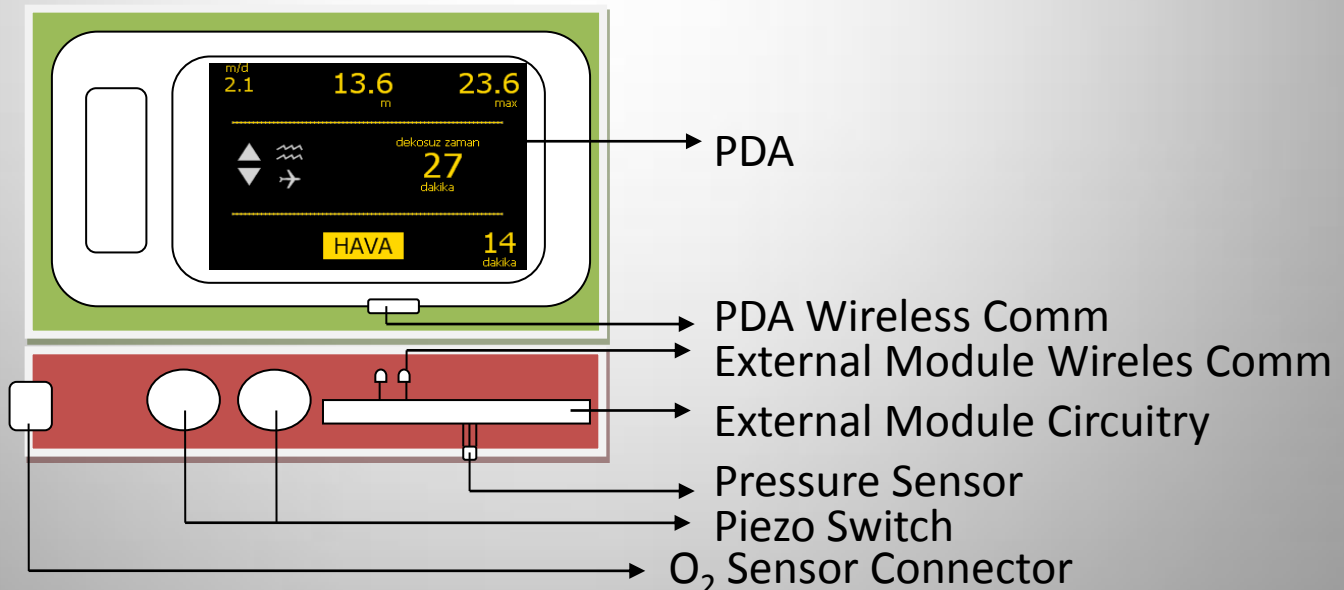 m/d
2.1 13.6 23.6
m max
dekosuz zaman
27
dakika
HAVA 14
dakika
PDA
PDA Wireless Comm
External Module Wireles Comm
External Module Circuitry
Pressure Sensor
Piezo Switch
O₂ Sensor Connector